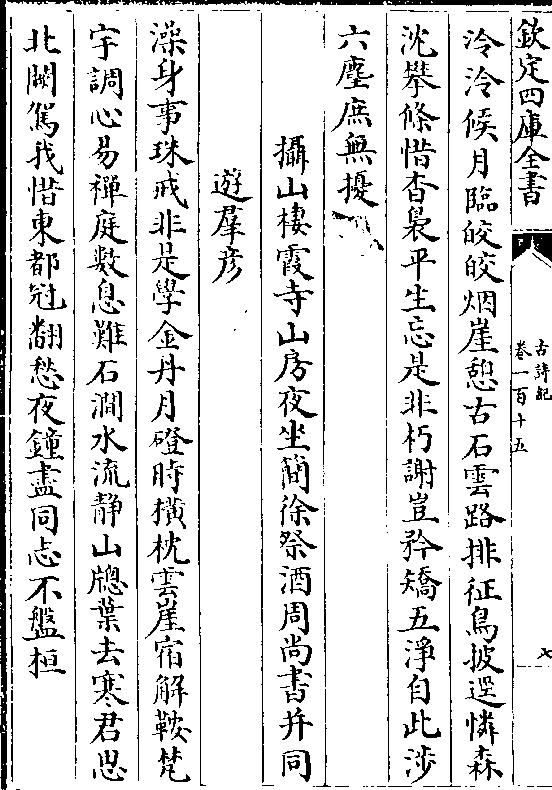 欽定四庫全書
古詩紀
卷一百十五
七
泠泠候月臨皎皎烟崖憩古石雲路排征鳥披逕憐森
沈攀條惜杳裊平生忘是非朽謝豈矜矯五淨自此涉
六塵庶無擾
攝山棲霞寺山房夜坐簡徐祭酒周尚書并同
遊羣彦
澡身事珠戒非是學金丹月磴時横枕雲崖宿解鞍梵
宇調心易禪庭數息難石澗水流静山牕葉去寒君思
北闕駕我惜東都冠翻愁夜鐘盡同志不盤桓